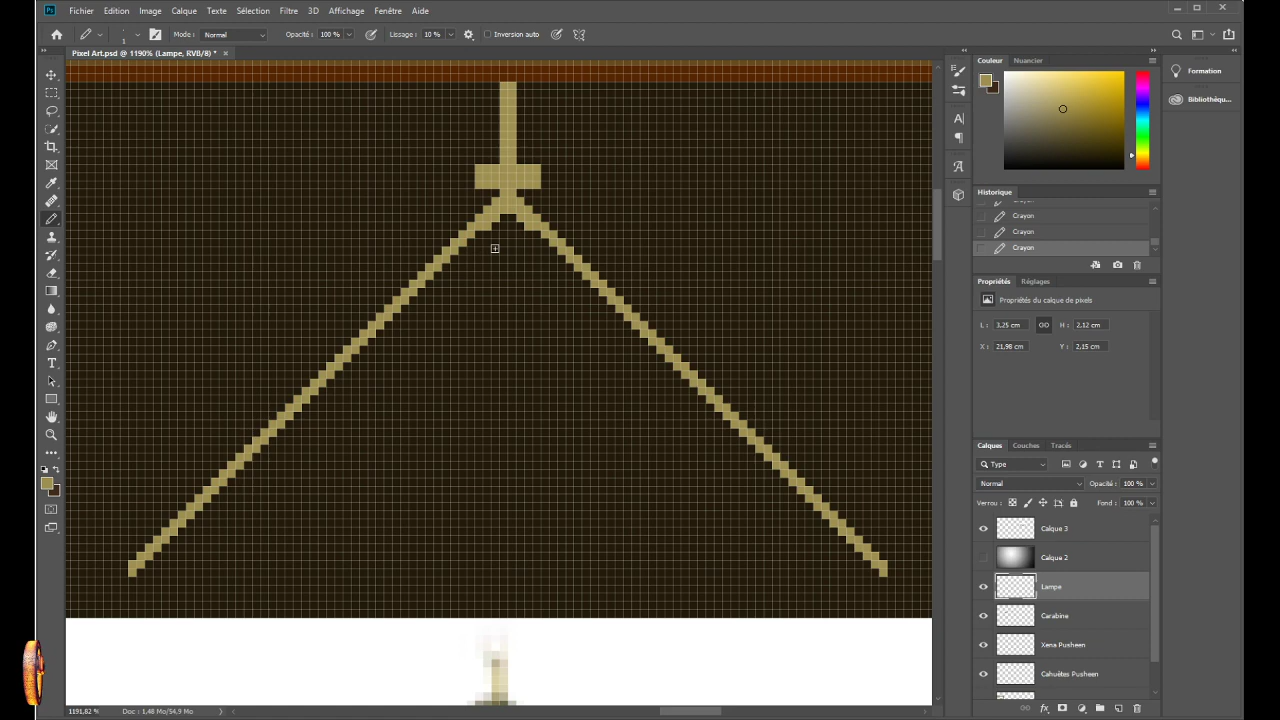 Ps Fichier Edition Image Calque Texte Sélection Filtre 3D Affichage Fenêtre Aide
1 Mode : Normal Opacité : 100 % Lissage : 10 % Inversion auto
Pixel Art.psd @ 1190% (Lampe, RVB/8) * ×
Couleur Nuancier
Formation
Bibliothèqu...
Historique
Crayon
Crayon
Crayon
Propriétés Réglages
Propriétés du calque de pixels
L : 3,25 cm H : 2,12 cm
X : 21,98 cm Y : 2,15 cm
Calques Couches Tracés
Type
Normal Opacité : 100 %
Verrou : Fond : 100 %
Calque 3
Calque 2
Lampe
Carabine
Xena Pusheen
Cahuètes Pusheen
1191,82 % Doc : 1,48 Mo/54,9 Mo